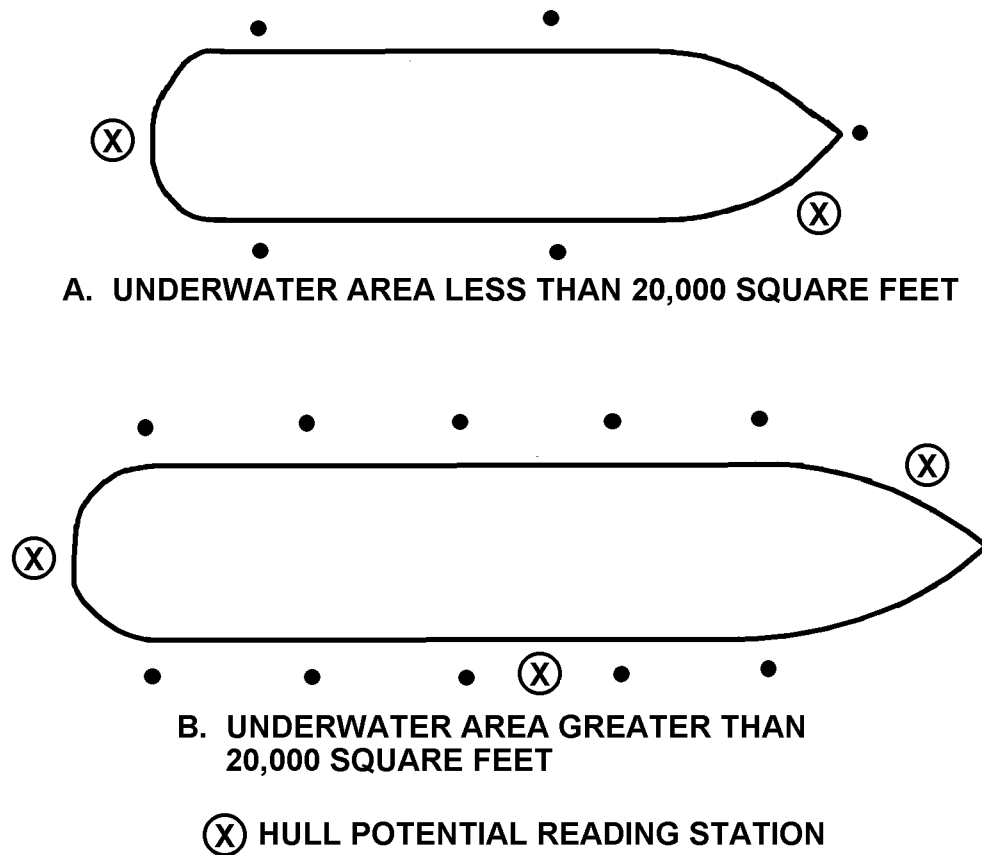 X
X
A. UNDERWATER AREA LESS THAN 20,000 SQUARE FEET
X
X
X
B. UNDERWATER AREA GREATER THAN
20,000 SQUARE FEET
X HULL POTENTIAL READING STATION